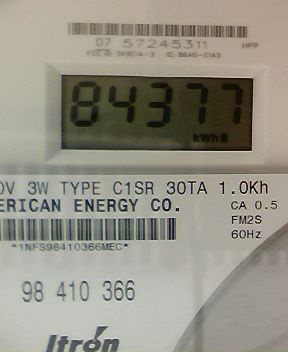 07 57245311 HPP
84377
kWh
0V 3W TYPE C1SR 30TA 1.0Kh
ERICAN ENERGY CO.
CA 0.5
FM2S
60Hz
*1NFS98410366MEC*
98 410 366
Itron